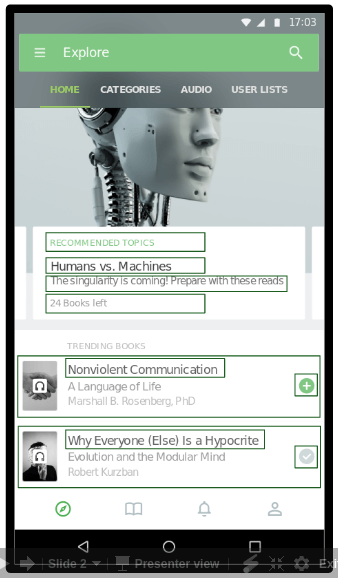 17:03
Explore
HOME CATEGORIES AUDIO USER LISTS
RECOMMENDED TOPICS
Humans vs. Machines
The singularity is coming! Prepare with these reads
24 Books left
TRENDING BOOKS
Nonviolent Communication
A Language of Life
Marshall B. Rosenberg, PhD
Why Everyone (Else) Is a Hypocrite
Evolution and the Modular Mind
Robert Kurzban
Slide 2 Presenter view